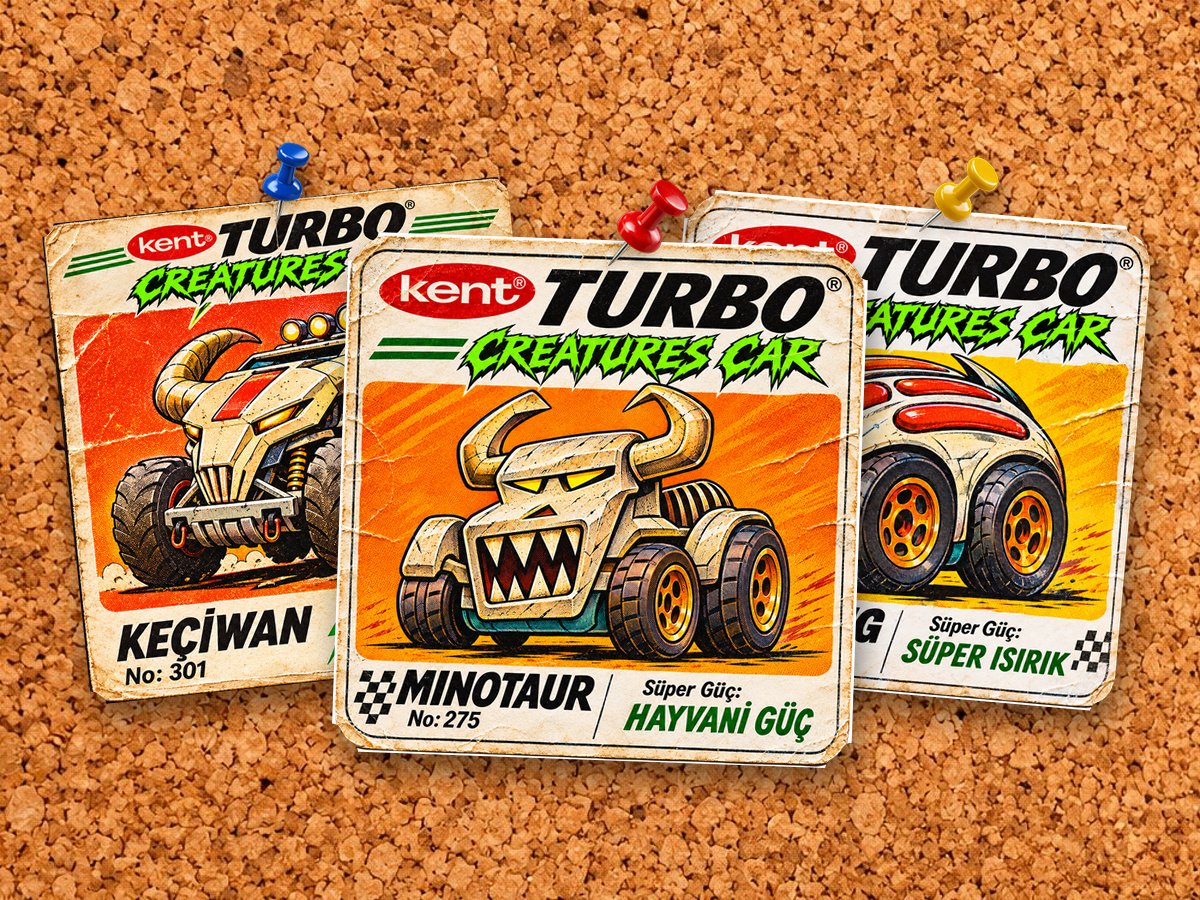 kent® TURBO®
CREATURES
KEÇİWAN
No: 301
kent® TURBO®
CREATURES CAR
MINOTAUR
No: 275
Süper Güç:
HAYVANİ GÜÇ
kent® TURBO®
CAR
Süper Güç:
SÜPER ISIRIK